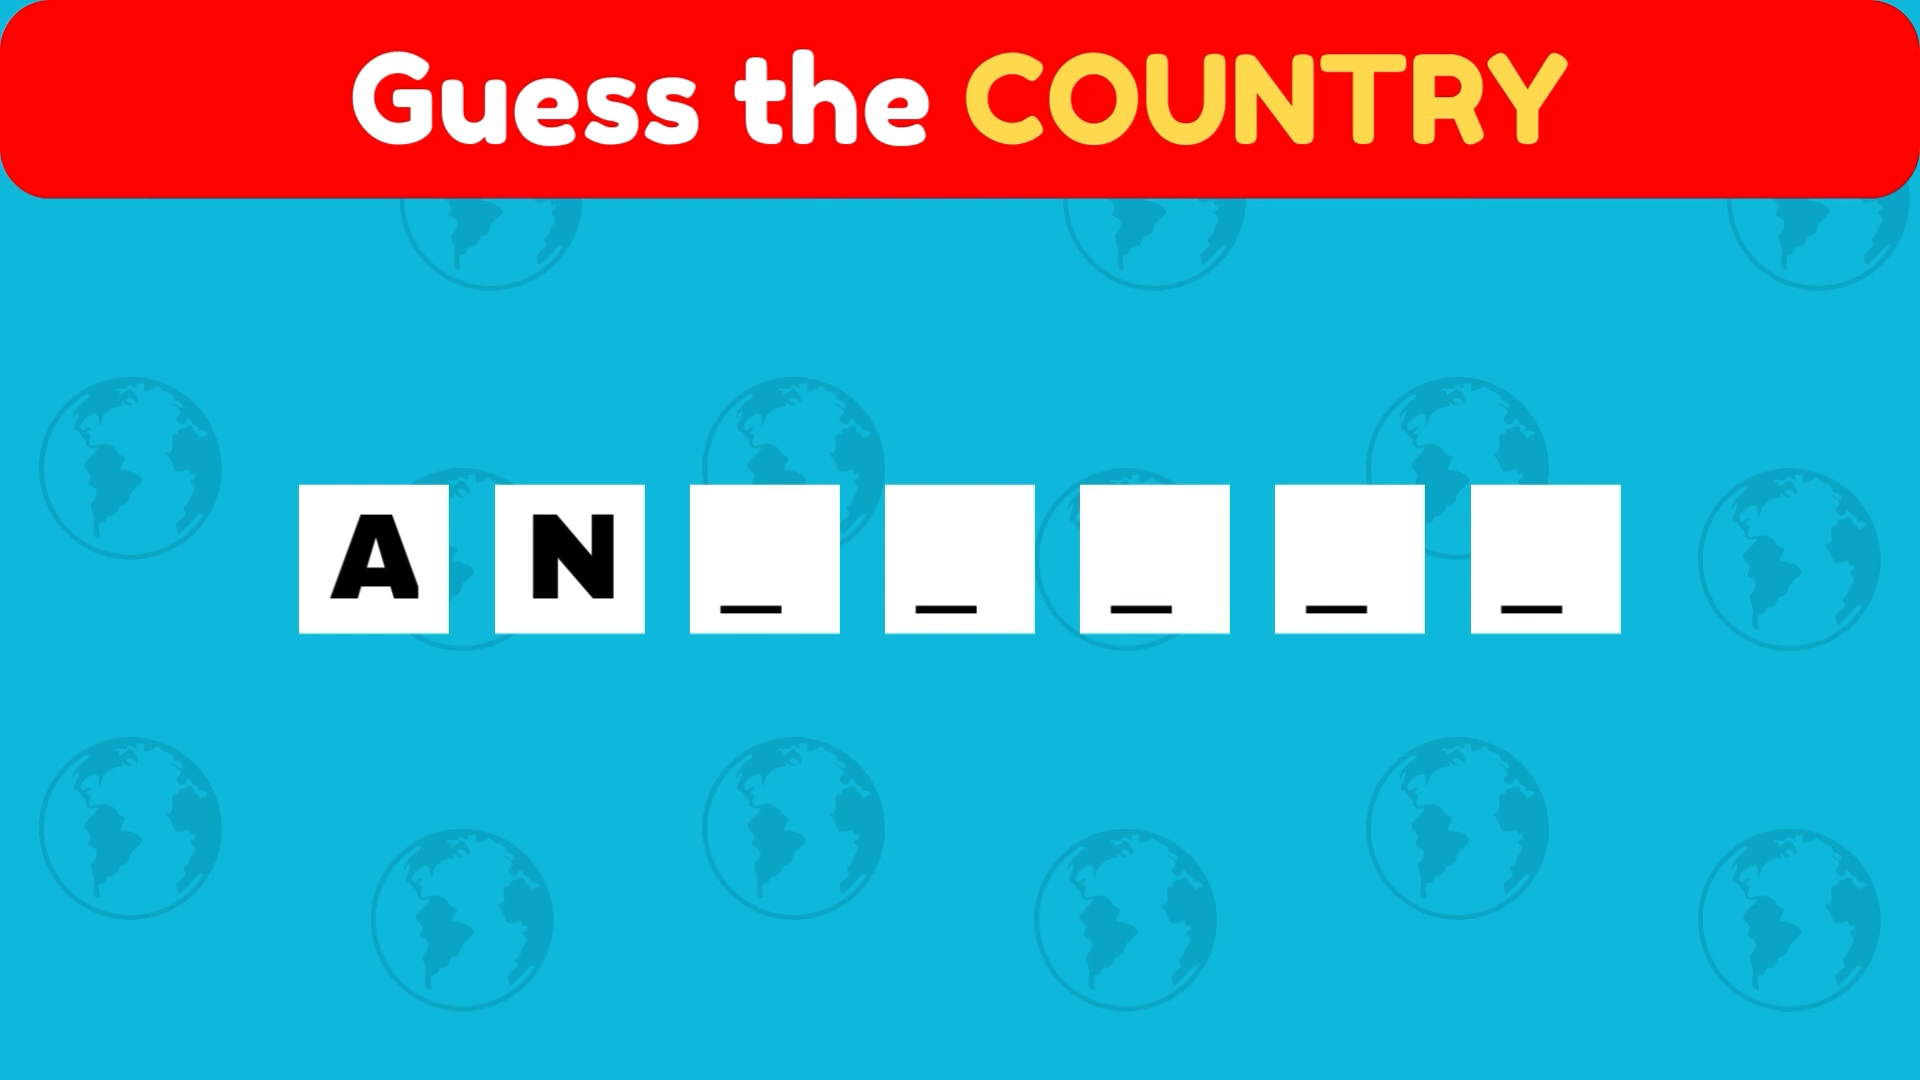 Guess the COUNTRY
A N _ _ _ _ _